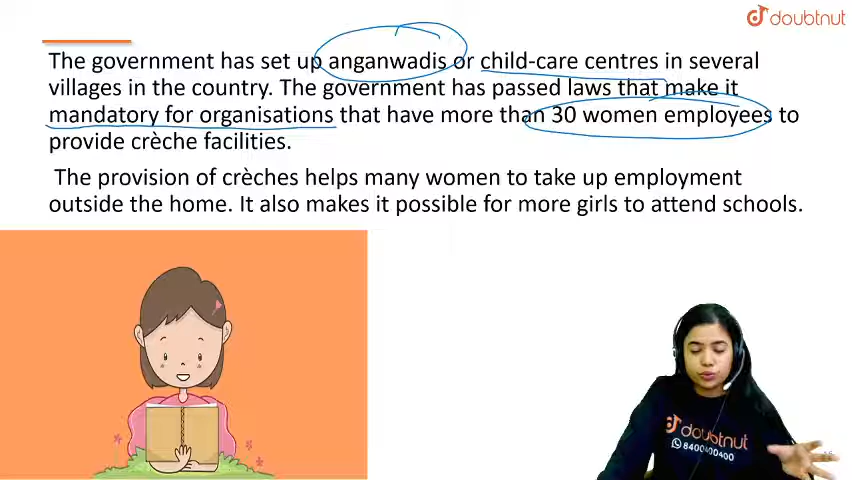 doubtnut
The government has set up anganwadis or child-care centres in several
villages in the country. The government has passed laws that make it
mandatory for organisations that have more than 30 women employees to
provide crèche facilities.
The provision of crèches helps many women to take up employment
outside the home. It also makes it possible for more girls to attend schools.
doubtnut
8400400400